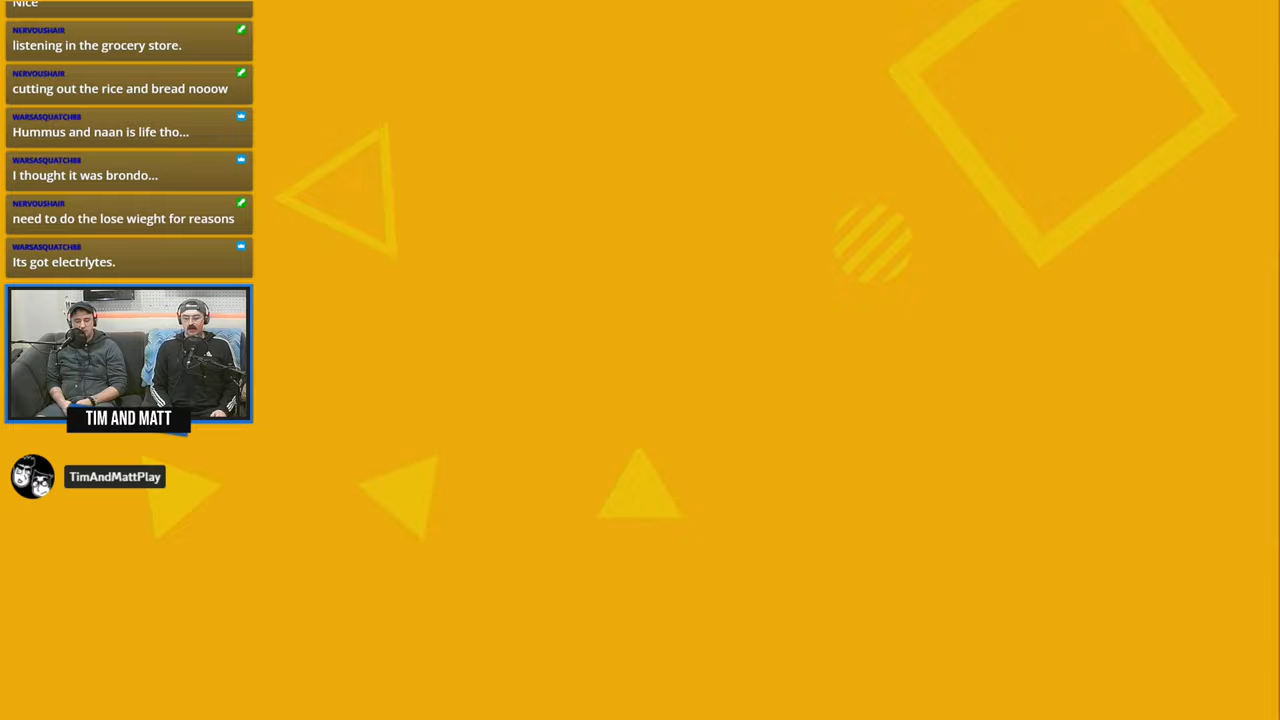 Nice
NERVOUSHAIR
listening in the grocery store.
NERVOUSHAIR
cutting out the rice and bread nooow
WARSASQUATCH88
Hummus and naan is life tho...
WARSASQUATCH88
I thought it was brondo...
NERVOUSHAIR
need to do the lose wieght for reasons
WARSASQUATCH88
Its got electrlytes.
TIM AND MATT
TimAndMattPlay